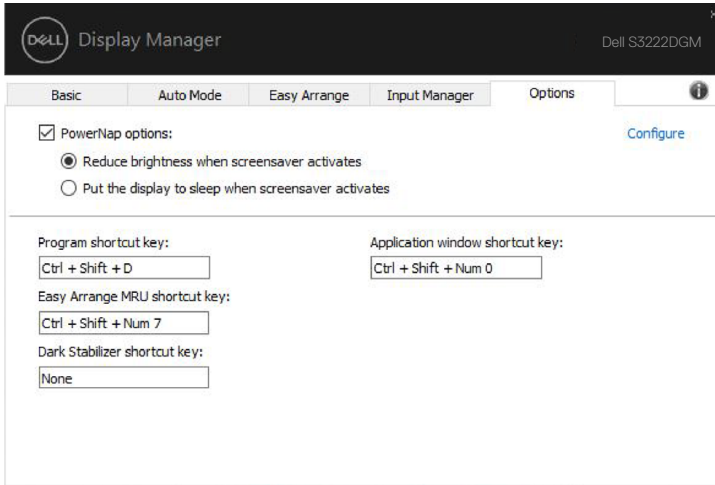 DELL Display Manager
Dell S3222DGM
Basic Auto Mode Easy Arrange Input Manager Options
PowerNap options:
Configure
Reduce brightness when screensaver activates
Put the display to sleep when screensaver activates
Program shortcut key:
Application window shortcut key:
Ctrl + Shift + D
Ctrl + Shift + Num 0
Easy Arrange MRU shortcut key:
Ctrl + Shift + Num 7
Dark Stabilizer shortcut key:
None